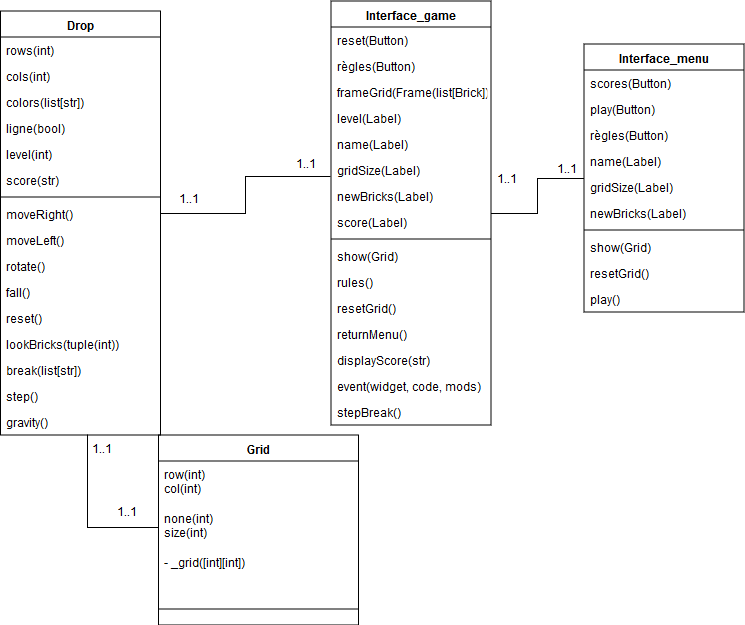 Drop
rows(int)
cols(int)
colors(list[str])
ligne(bool)
level(int)
score(str)
moveRight()
moveLeft()
rotate()
fall()
reset()
lookBricks(tuple(int))
break(list[str])
step()
gravity()
1..1
1..1
Interface_game
reset(Button)
règles(Button)
frameGrid(Frame(list[Brick])
level(Label)
name(Label)
gridSize(Label)
newBricks(Label)
score(Label)
show(Grid)
rules()
resetGrid()
returnMenu()
displayScore(str)
event(widget, code, mods)
stepBreak()
1..1
1..1
Interface_menu
scores(Button)
play(Button)
règles(Button)
name(Label)
gridSize(Label)
newBricks(Label)
show(Grid)
resetGrid()
play()
1..1
1..1
Grid
row(int)
col(int)
none(int)
size(int)
- _grid([int][int])